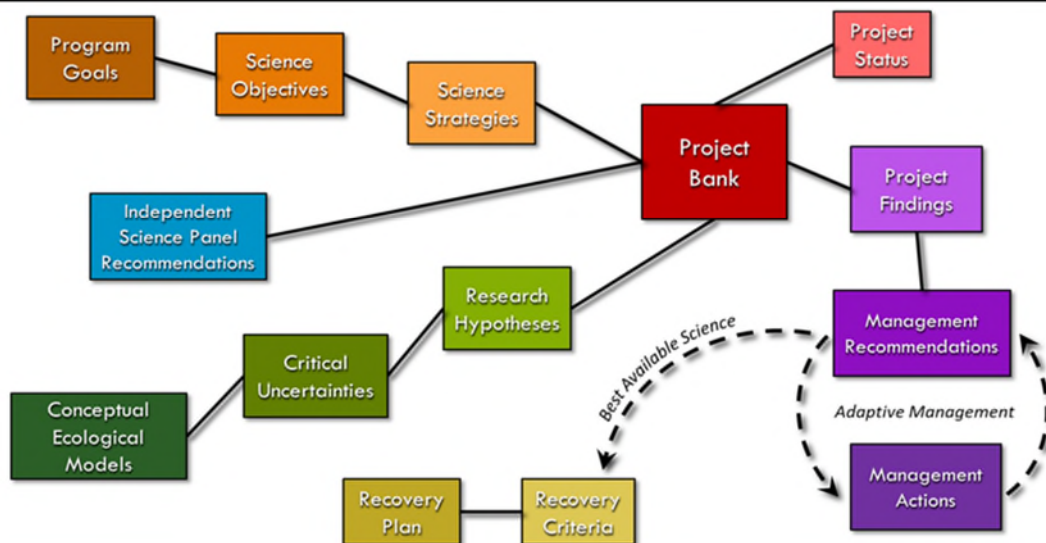 Program
Goals
Science
Objectives
Science
Strategies
Project
Status
Project
Bank
Project
Findings
Independent
Science Panel
Recommendations
Research
Hypotheses
Management
Recommendations
Critical
Uncertainties
Best Available Science
Adaptive Management
Conceptual
Ecological
Models
Management
Actions
Recovery
Plan
Recovery
Criteria